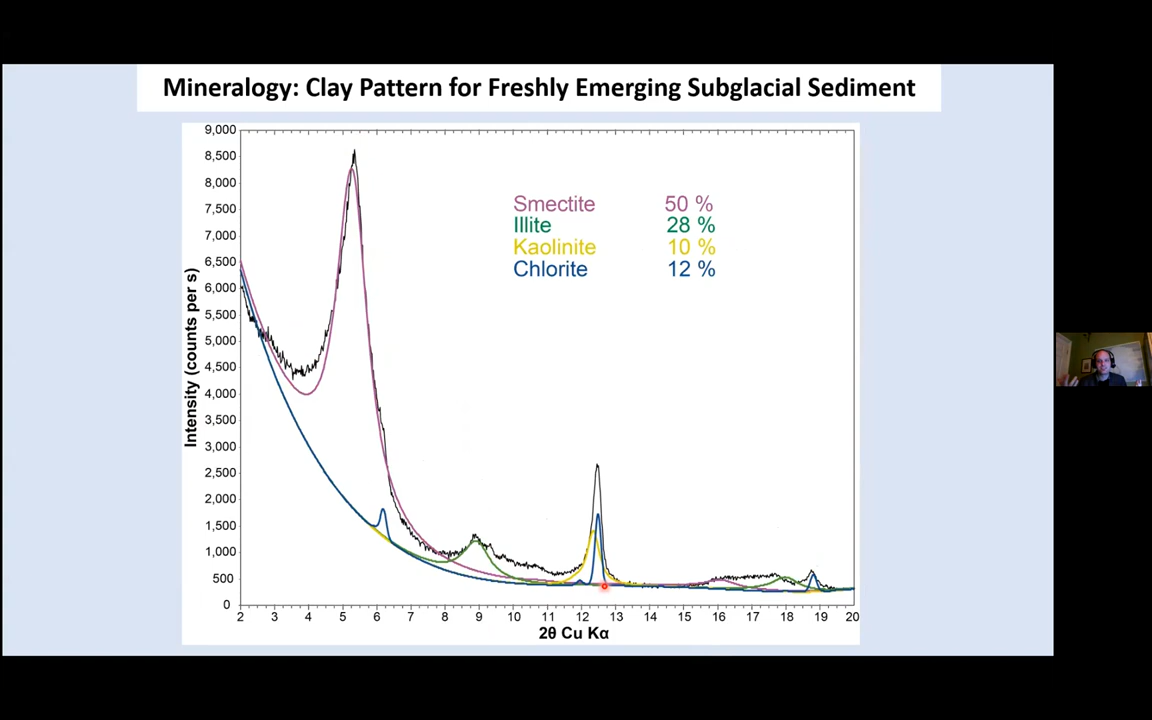 Mineralogy: Clay Pattern for Freshly Emerging Subglacial Sediment
9,000
8,500
8,000
7,500
7,000
6,500
6,000
5,500
5,000
4,500
4,000
3,500
3,000
2,500
2,000
1,500
1,000
500
0
Intensity (counts per s)
Smectite 50 %
Illite 28 %
Kaolinite 10 %
Chlorite 12 %
2 3 4 5 6 7 8 9 10 11 12 13 14 15 16 17 18 19 20
2θ Cu Kα